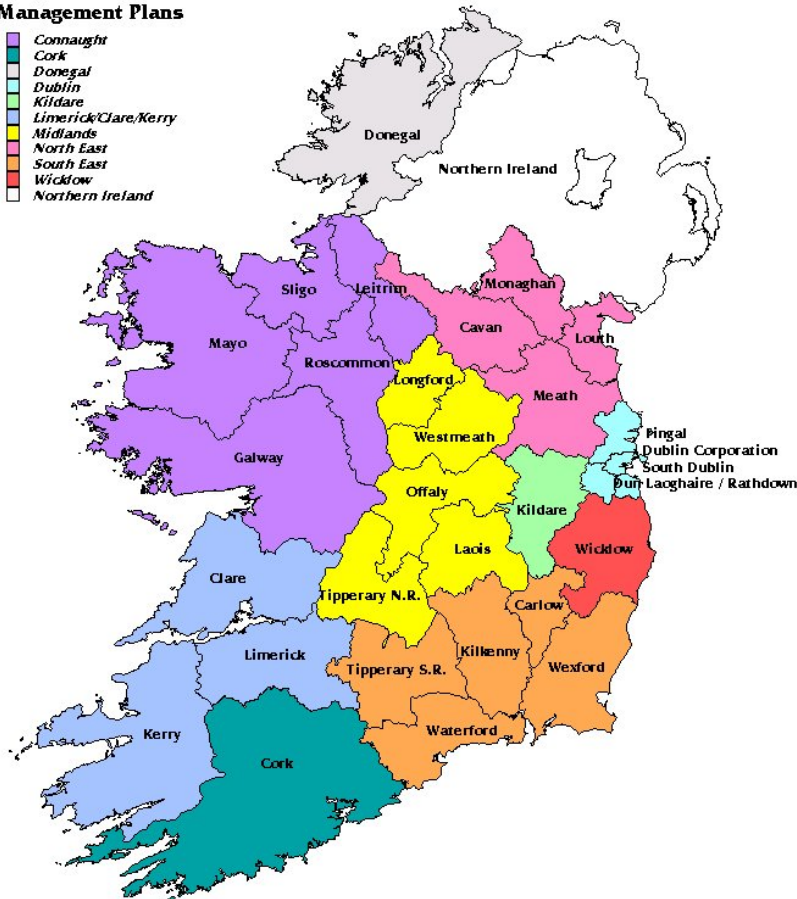 Management Plans
Connaught
Cork
Donegal
Dublin
Kildare
Limerick/Clare/Kerry
Midlands
North East
South East
Wicklow
Northern Ireland
Donegal
Northern Ireland
Monaghan
Sligo
Leitrim
Cavan
Louth
Mayo
Roscommon
Longford
Meath
Westmeath
Fingal
Dublin Corporation
South Dublin
Dun Laoghaire / Rathdown
Galway
Offaly
Kildare
Laois
Wicklow
Clare
Tipperary N.R.
Carlow
Limerick
Kilkenny
Tipperary S.R.
Wexford
Kerry
Waterford
Cork